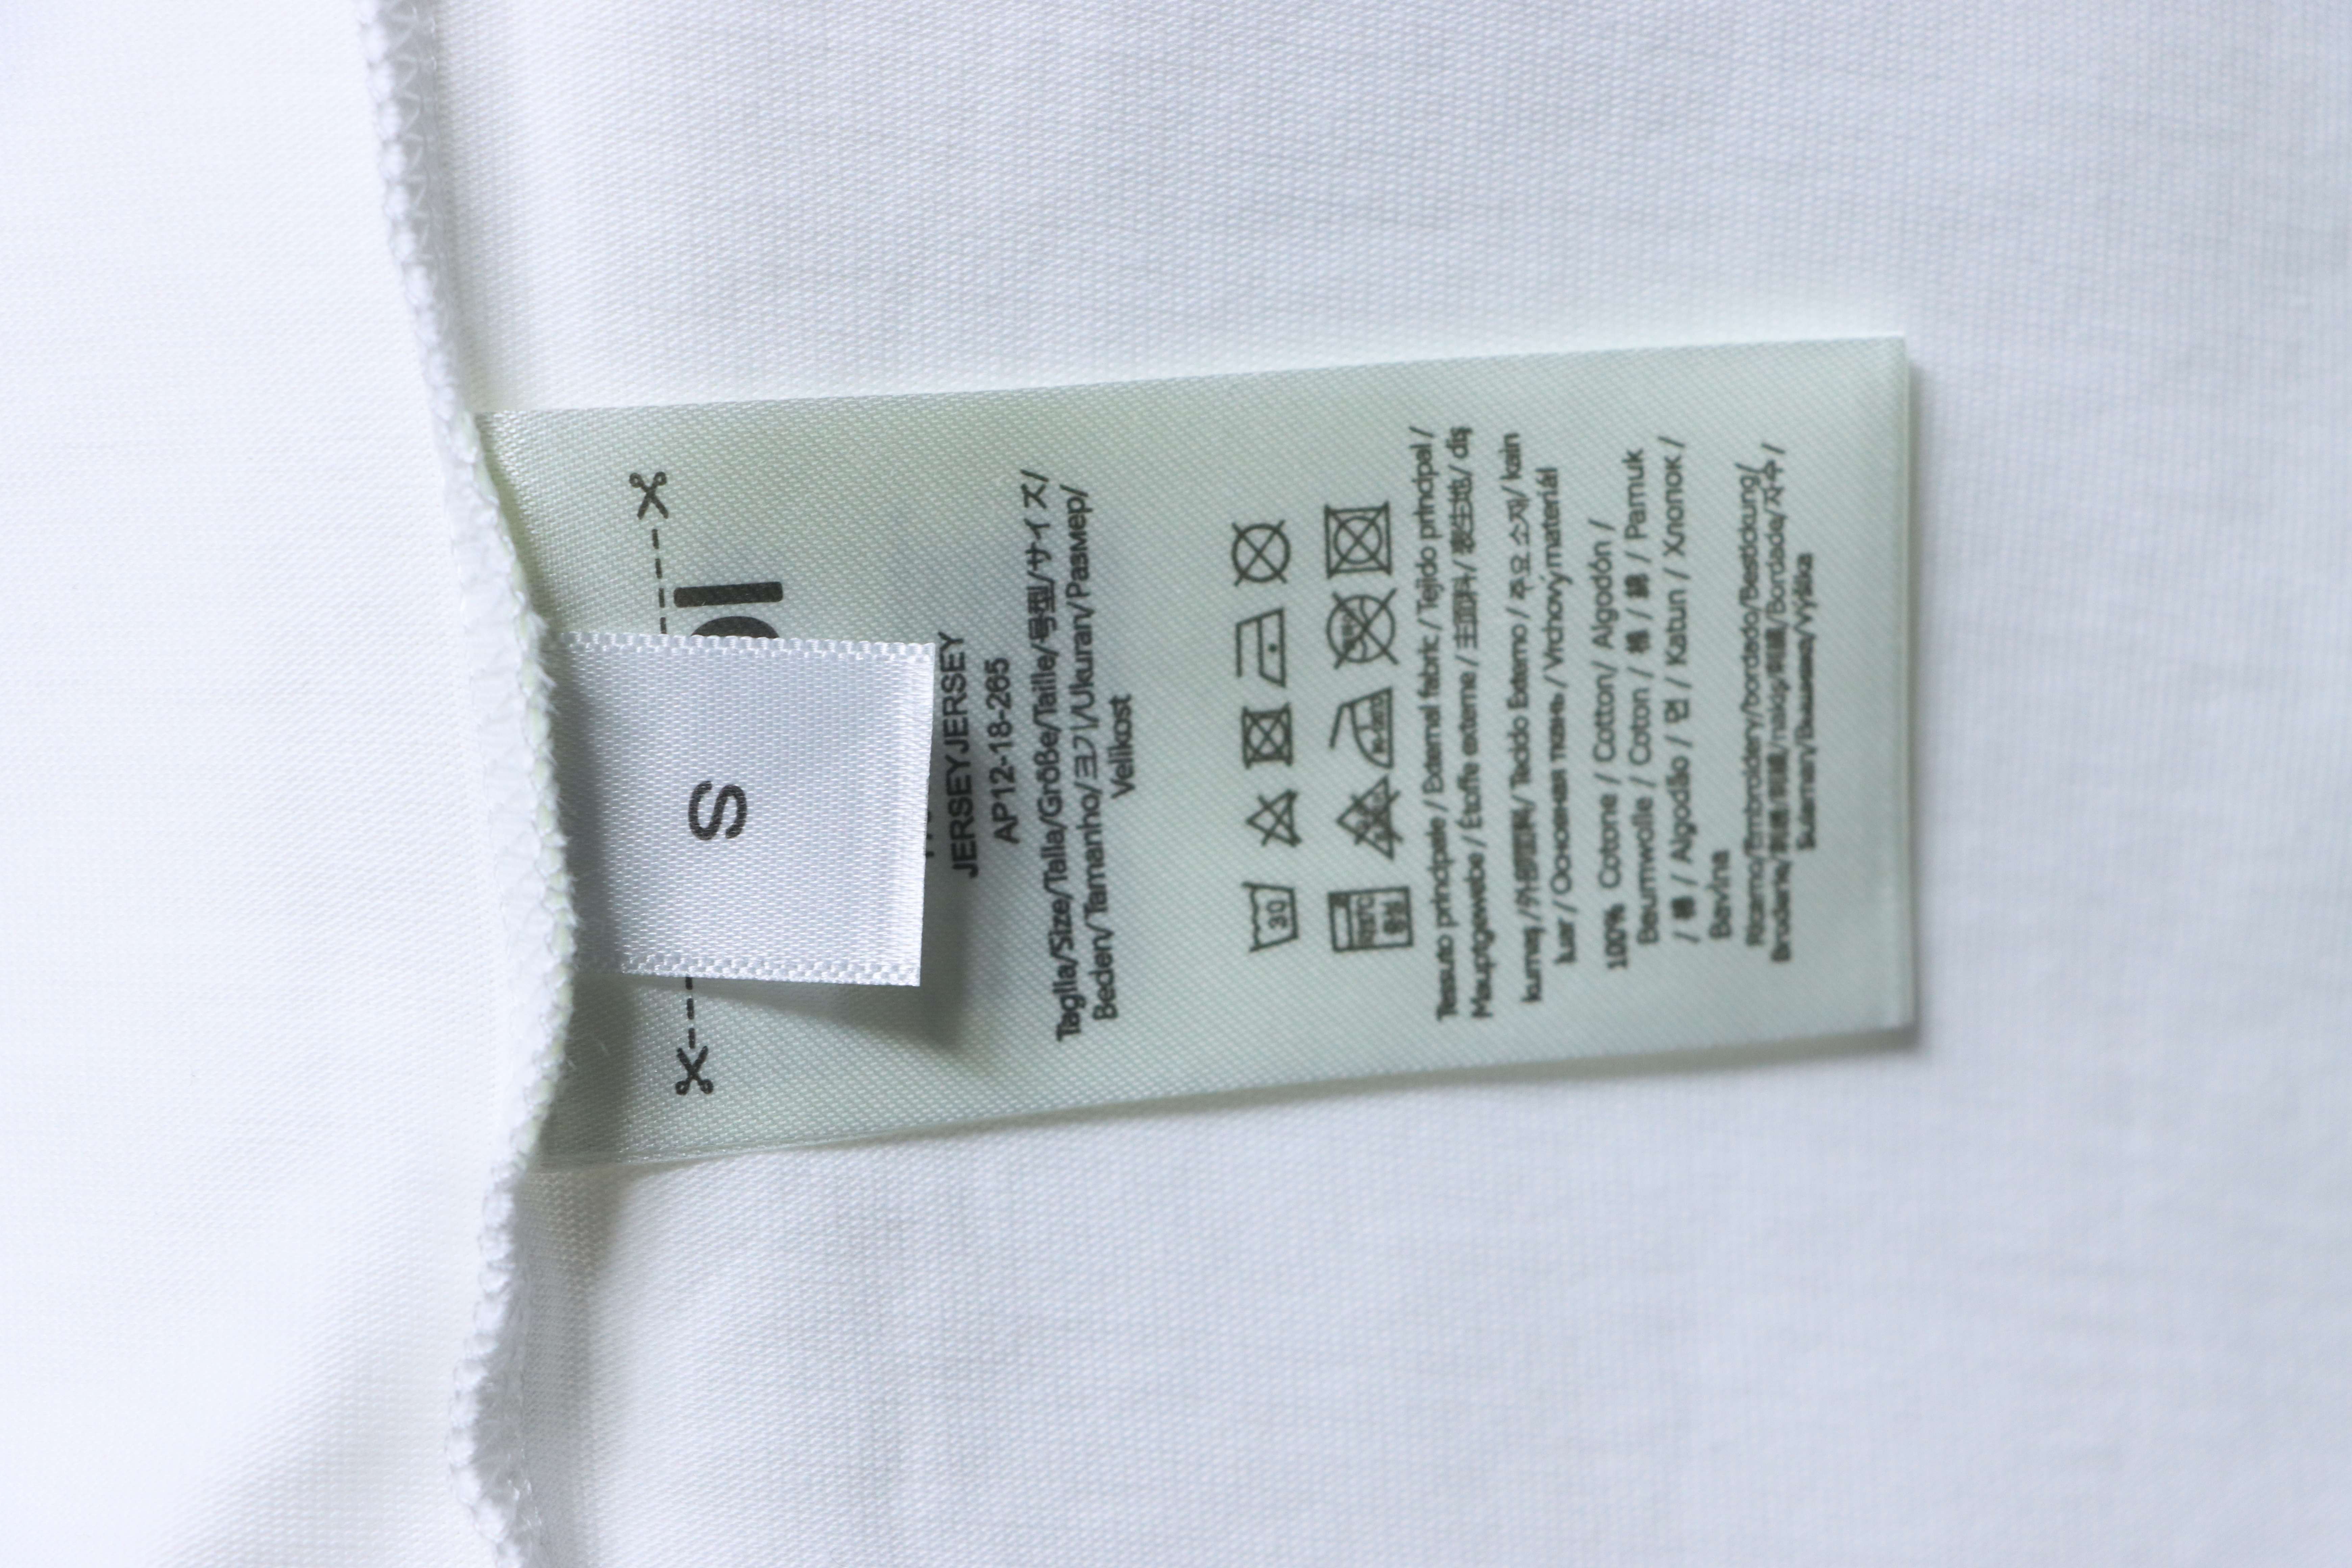 S
JERSEYJERSEY
AP12-18-265
Taglia/Size/Talla/Größe/Taille/号型/サイズ/
Beden/Tamanho/크기/Ukuran/Размер/
Velikost
30
Tessuto principale / External fabric / Tejido principal /
Hauptgewebe / Etoffe externe / 主面料 / 表生地 / dış
kumaş /外部面料/ Tecido Externo / 주요 소재/ kain
luar / Основная ткань / Vrchový materiál
100% Cotone / Cotton/ Algodón /
Baumwolle / Coton / 棉 / 綿 / Pamuk
/ 棉 / Algodão / 면 / Katun / Хлопок /
Bavlna
Ricamo/Embroidery/bordado/Bestickung/
Broderie/刺繡/刺繍/nakış/刺繡/Bordado/자수/
Sulaman/Вышивка/Výšivka